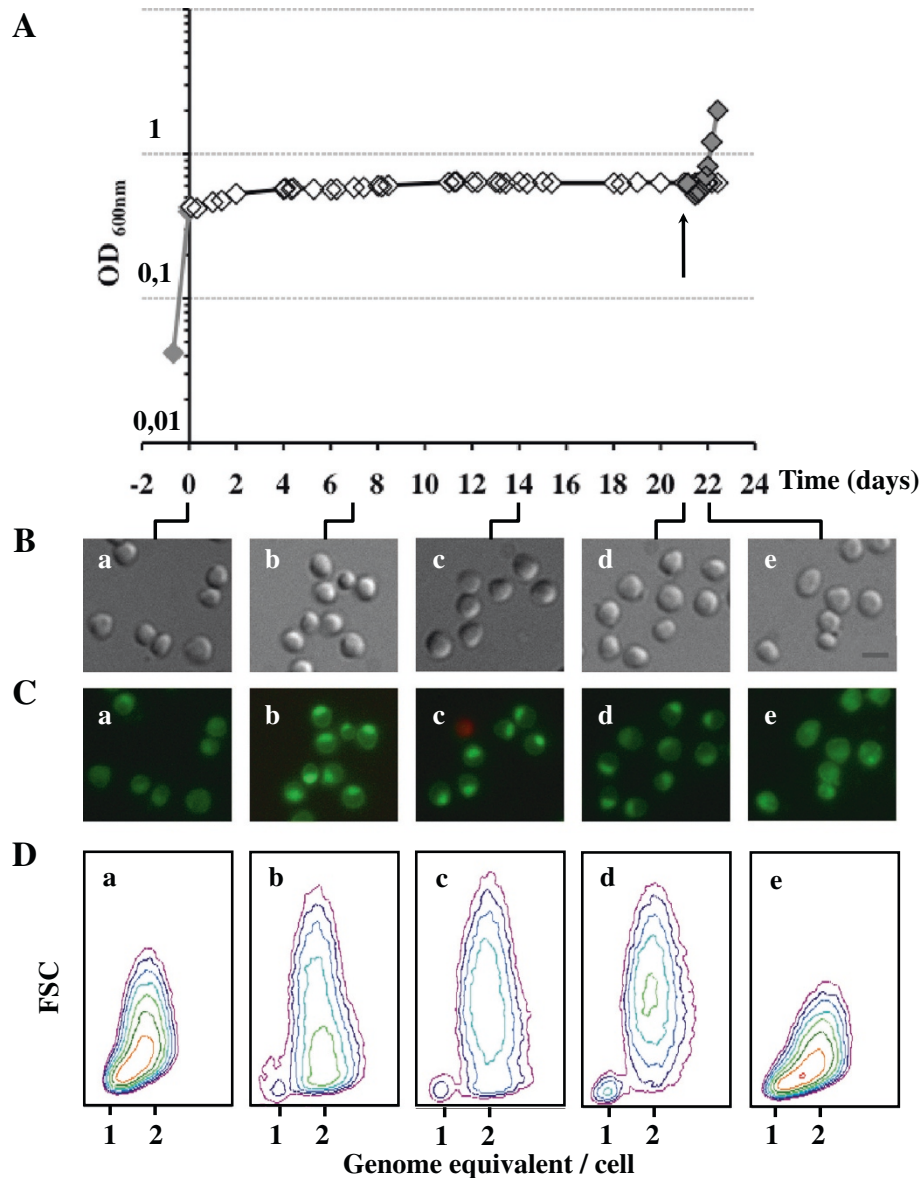 A
1
0,1
0,01
OD 600nm
-2 0 2 4 6 8 10 12 14 16 18 20 22 24 Time (days)
B
a b c d e
C
a b c d e
D
a b c d e
FSC
1 2 1 2 1 2 1 2 1 2
Genome equivalent / cell